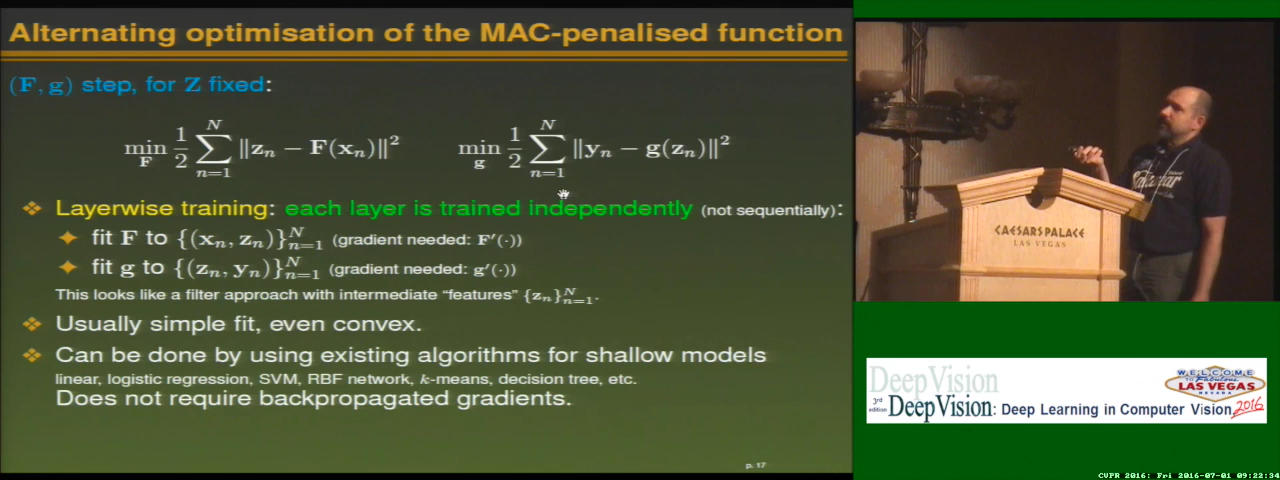 Alternating optimisation of the MAC-penalised function
(F, g) step, for Z fixed:
min_F 1/2 ∑_{n=1}^{N} ‖z_n − F(x_n)‖² min_g 1/2 ∑_{n=1}^{N} ‖y_n − g(z_n)‖²
❖ Layerwise training: each layer is trained independently (not sequentially):
✦ fit F to {(x_n, z_n)}_{n=1}^{N} (gradient needed: F′(·))
✦ fit g to {(z_n, y_n)}_{n=1}^{N} (gradient needed: g′(·))
This looks like a filter approach with intermediate "features" {z_n}_{n=1}^{N}.
❖ Usually simple fit, even convex.
❖ Can be done by using existing algorithms for shallow models
linear, logistic regression, SVM, RBF network, k-means, decision tree, etc.
Does not require backpropagated gradients.
p. 17
CAESARS PALACE
LAS VEGAS
DeepVision
3rd edition
DeepVision: Deep Learning in Computer Vision 2016
WELCOME
TO Fabulous
LAS VEGAS
NEVADA
CVPR 2016: Fri 2016-07-01 09:22:34